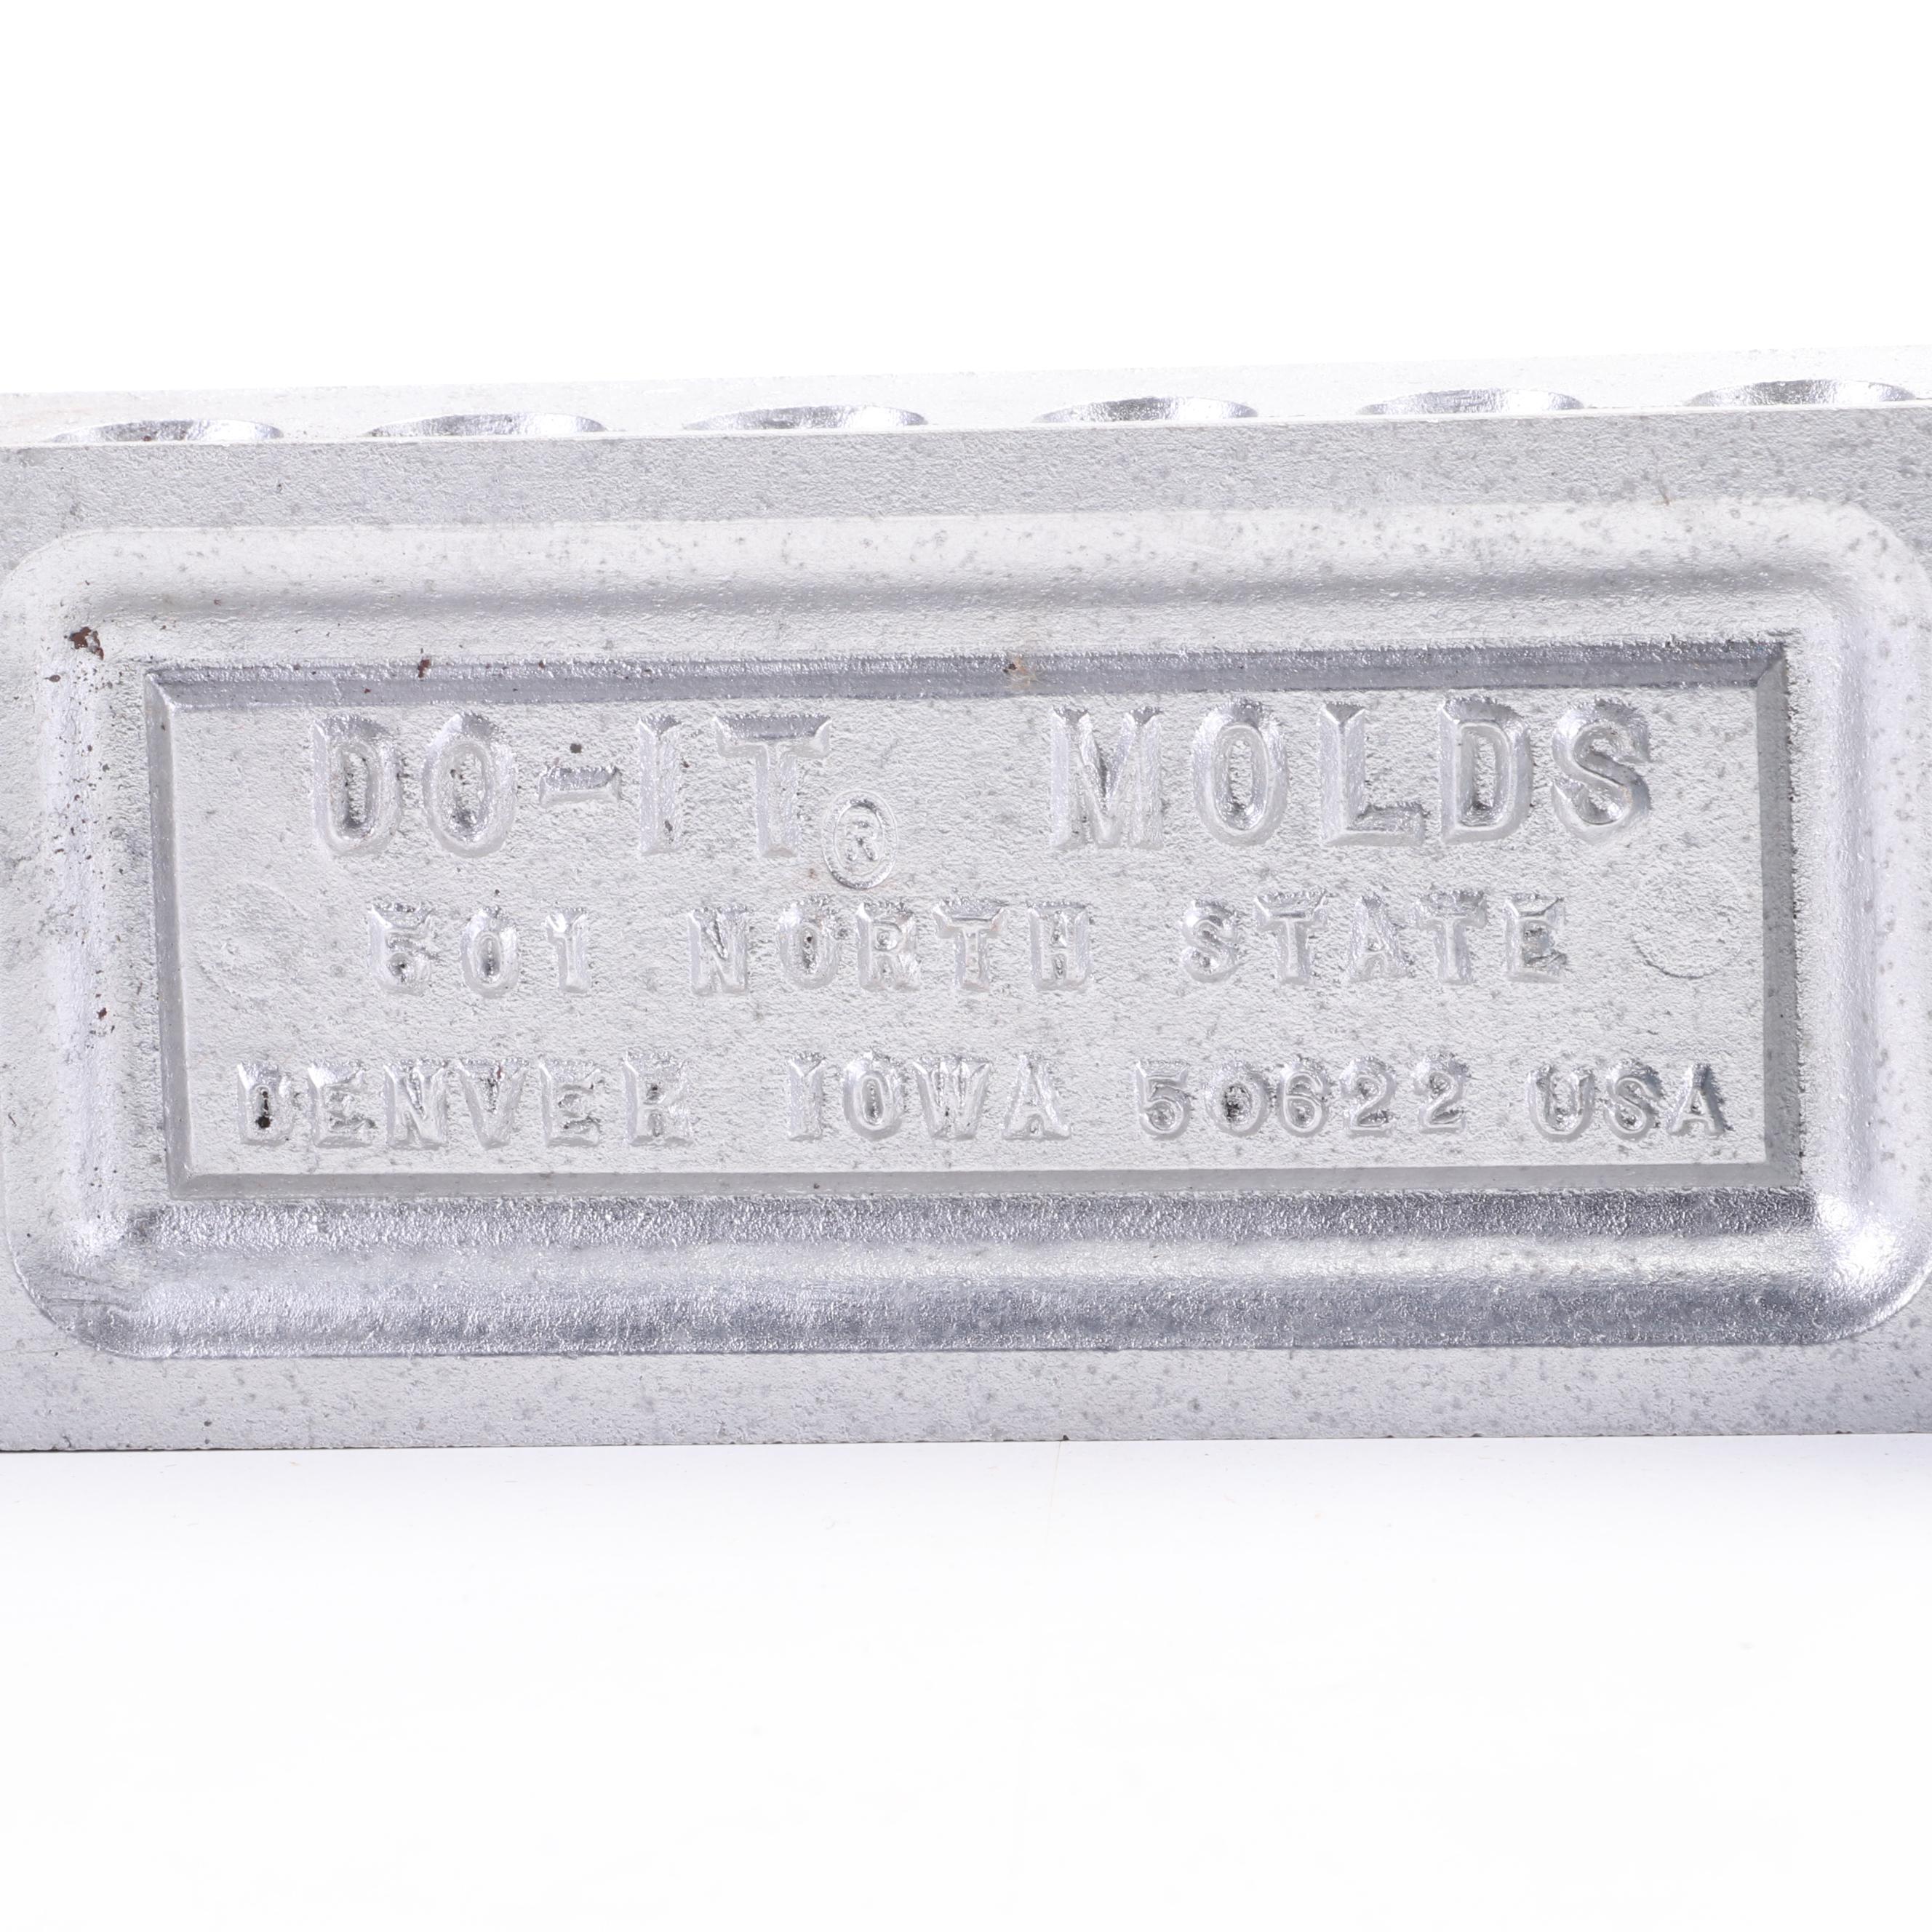 DO-IT® MOLDS
501 NORTH STATE
DENVER IOWA 50622 USA